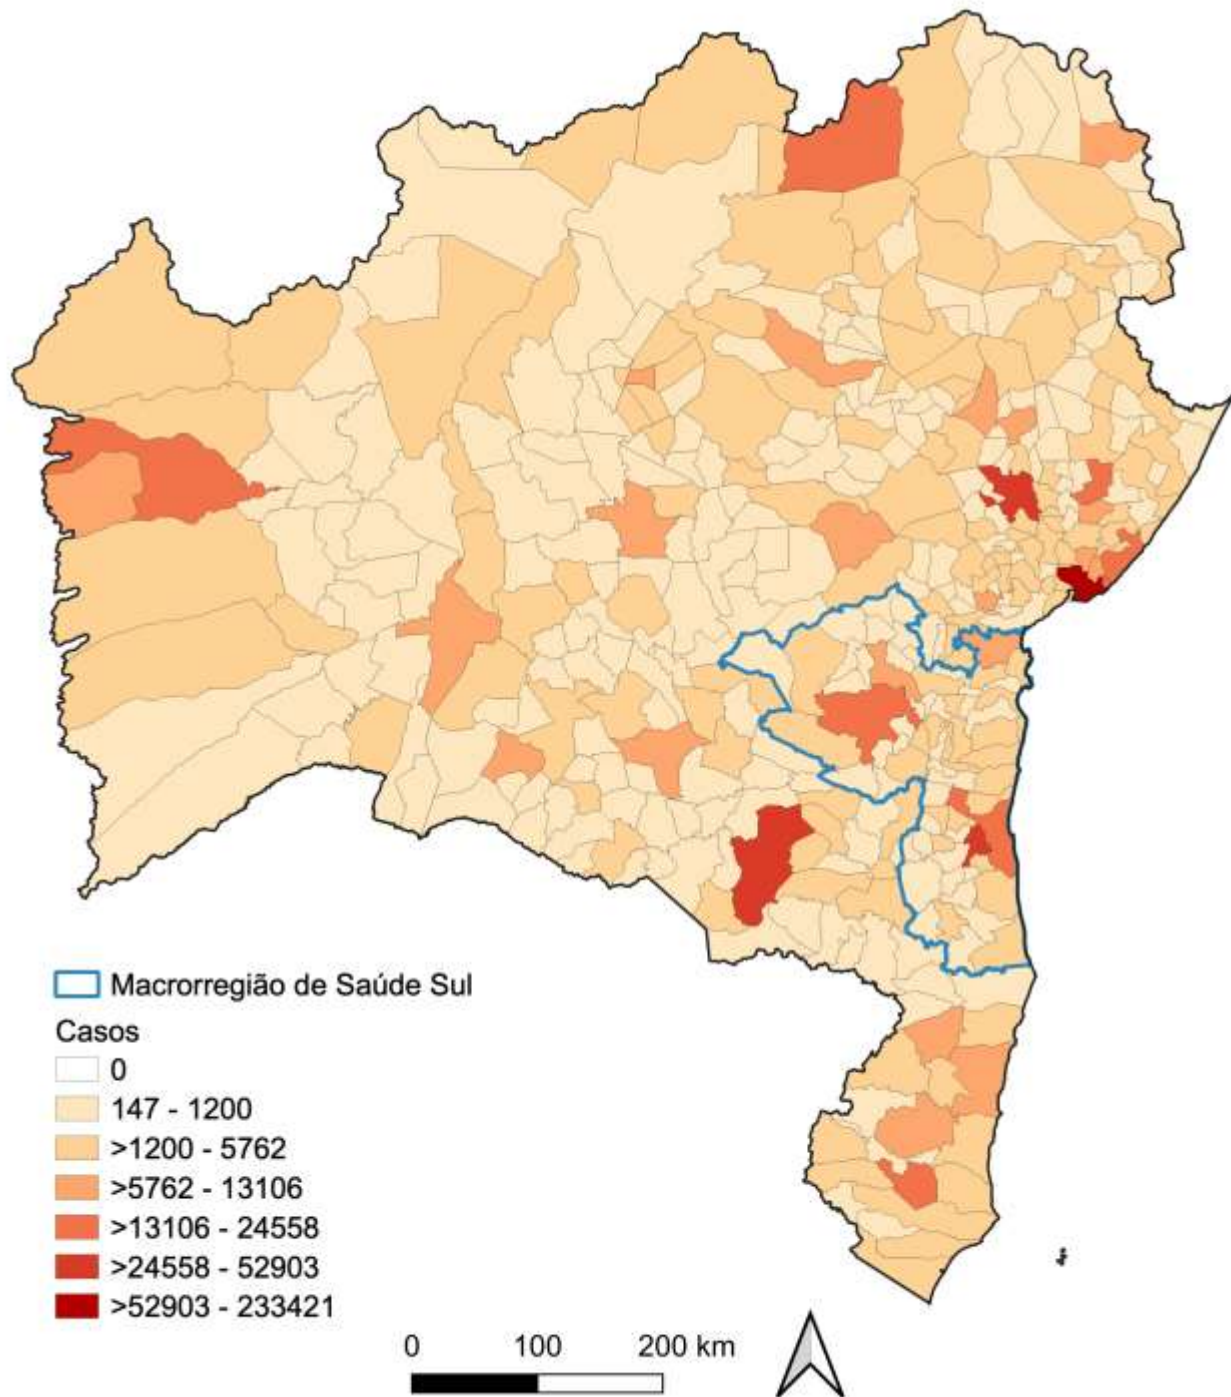 Macrorregião de Saúde Sul
Casos
0
147 - 1200
>1200 - 5762
>5762 - 13106
>13106 - 24558
>24558 - 52903
>52903 - 233421
0 100 200 km